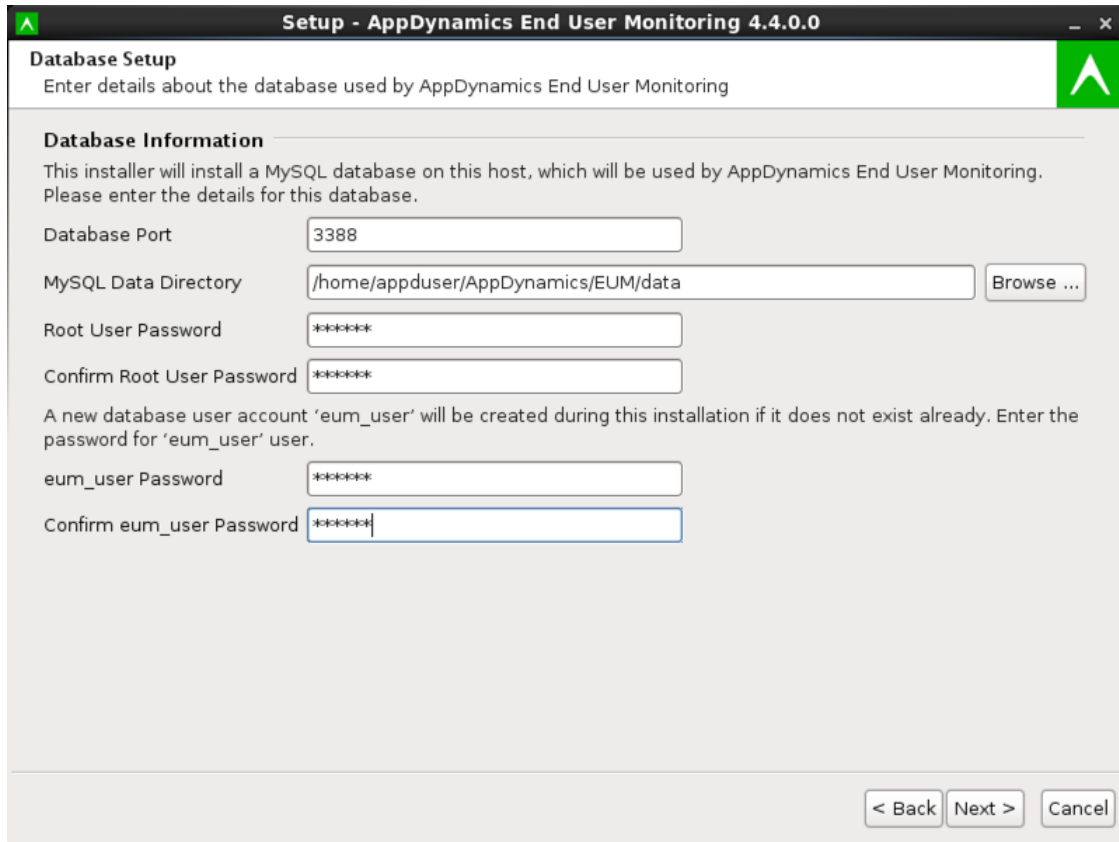 Setup - AppDynamics End User Monitoring 4.4.0.0
Database Setup
Enter details about the database used by AppDynamics End User Monitoring
Database Information
This installer will install a MySQL database on this host, which will be used by AppDynamics End User Monitoring.
Please enter the details for this database.
Database Port 3388
MySQL Data Directory /home/appduser/AppDynamics/EUM/data Browse ...
Root User Password ******
Confirm Root User Password ******
A new database user account ‘eum_user’ will be created during this installation if it does not exist already. Enter the
password for ‘eum_user’ user.
eum_user Password ******
Confirm eum_user Password ******
< Back Next > Cancel